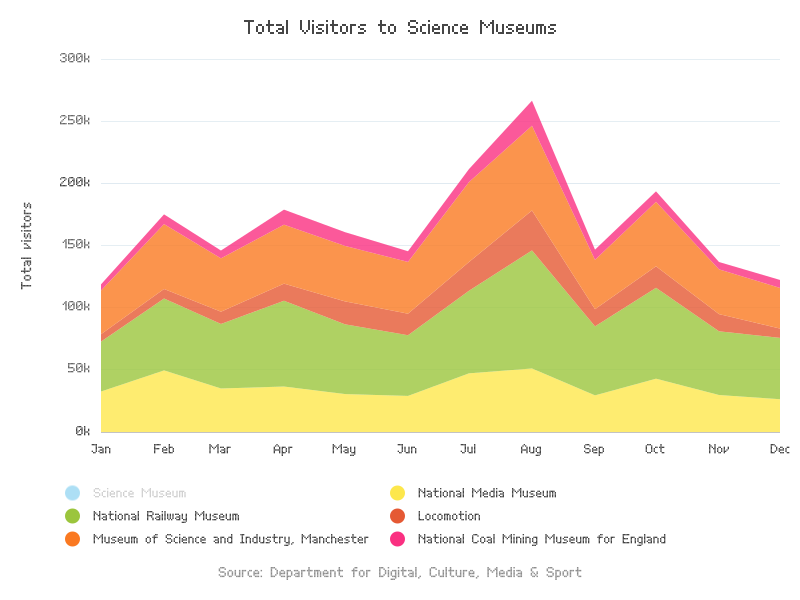 Total Visitors to Science Museums
300k
250k
200k
150k
100k
50k
0k
Total visitors
Jan Feb Mar Apr May Jun Jul Aug Sep Oct Nov Dec
Science Museum
National Media Museum
National Railway Museum
Locomotion
Museum of Science and Industry, Manchester
National Coal Mining Museum for England
Source: Department for Digital, Culture, Media & Sport